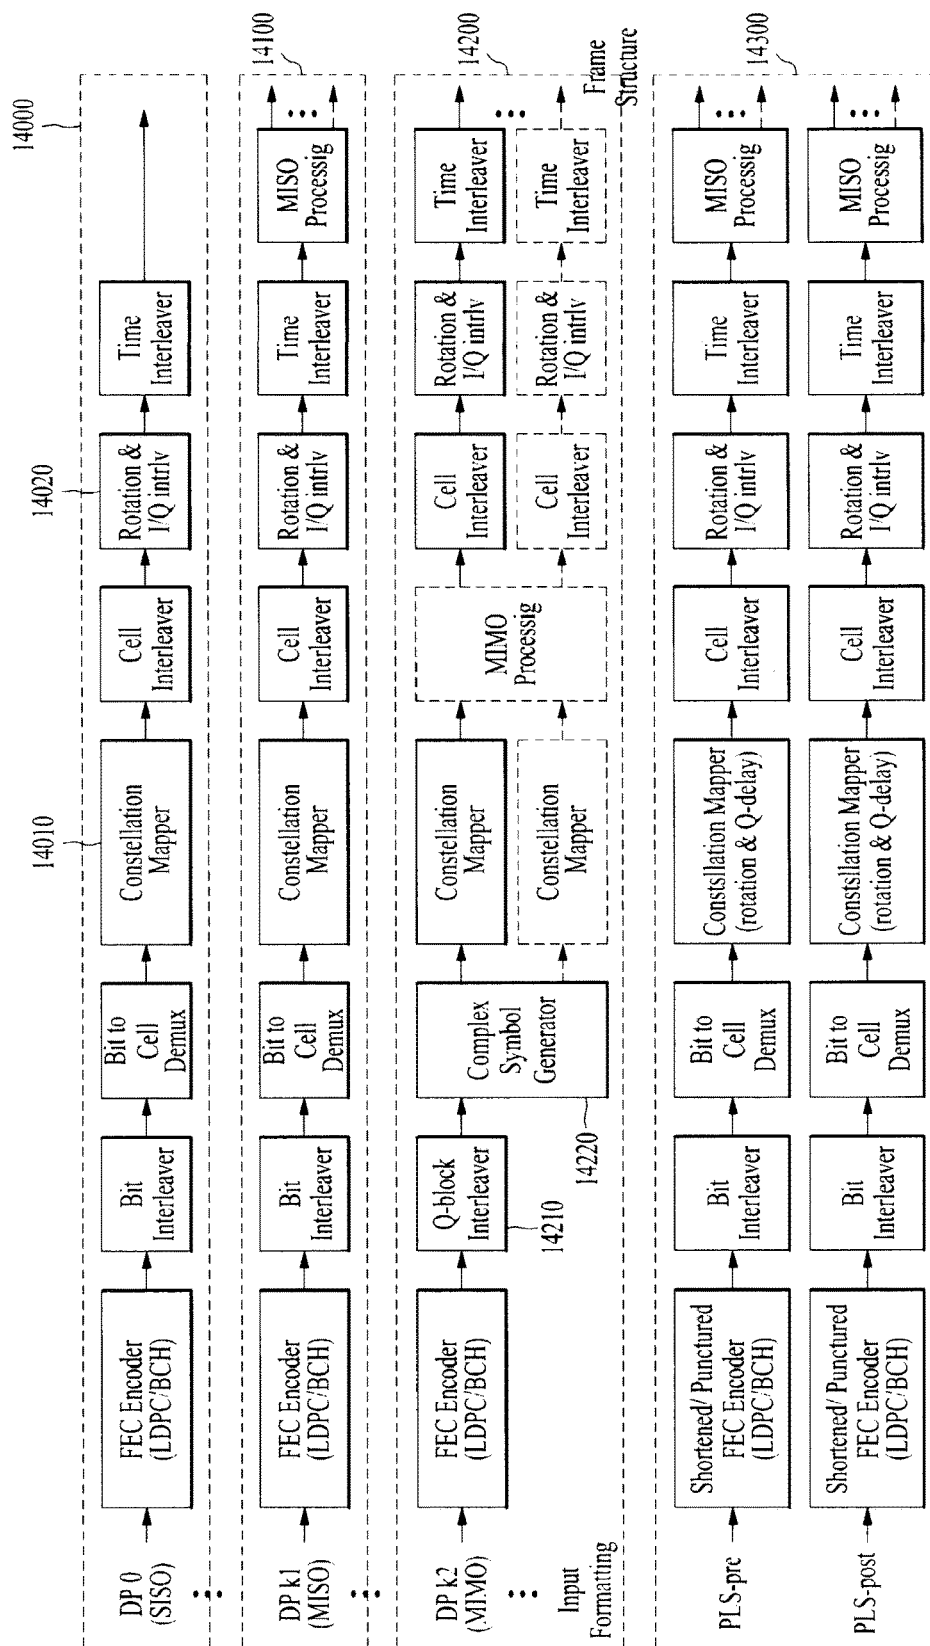 14000
DP 0
(SISO)
FEC Encoder
(LDPC/BCH)
Bit
Interleaver
Bit to
Cell
Demux
14010
Constellation
Mapper
Cell
Interleaver
14020
Rotation &
I/Q intrlv
Time
Interleaver
14100
DP k1
(MISO)
FEC Encoder
(LDPC/BCH)
Bit
Interleaver
Bit to
Cell
Demux
Constellation
Mapper
Cell
Interleaver
Rotation &
I/Q intrlv
Time
Interleaver
MISO
Processig
14200
DP k2
(MIMO)
FEC Encoder
(LDPC/BCH)
Q-block
Interleaver
14210
Complex
Symbol
Generator
14220
Constellation
Mapper
Constellation
Mapper
MIMO
Processig
Cell
Interleaver
Cell
Interleaver
Rotation &
I/Q intrlv
Rotation &
I/Q intrlv
Time
Interleaver
Time
Interleaver
Input
Formatting
Frame
Structure
14300
PLS-pre
Shortened/ Punctured
FEC Encoder
(LDPC/BCH)
Bit
Interleaver
Bit to
Cell
Demux
Constsllation Mapper
(rotation & Q-delay)
Cell
Interleaver
Rotation &
I/Q intrlv
Time
Interleaver
MISO
Processig
PLS-post
Shortened/ Punctured
FEC Encoder
(LDPC/BCH)
Bit
Interleaver
Bit to
Cell
Demux
Constsllation Mapper
(rotation & Q-delay)
Cell
Interleaver
Rotation &
I/Q intrlv
Time
Interleaver
MISO
Processig